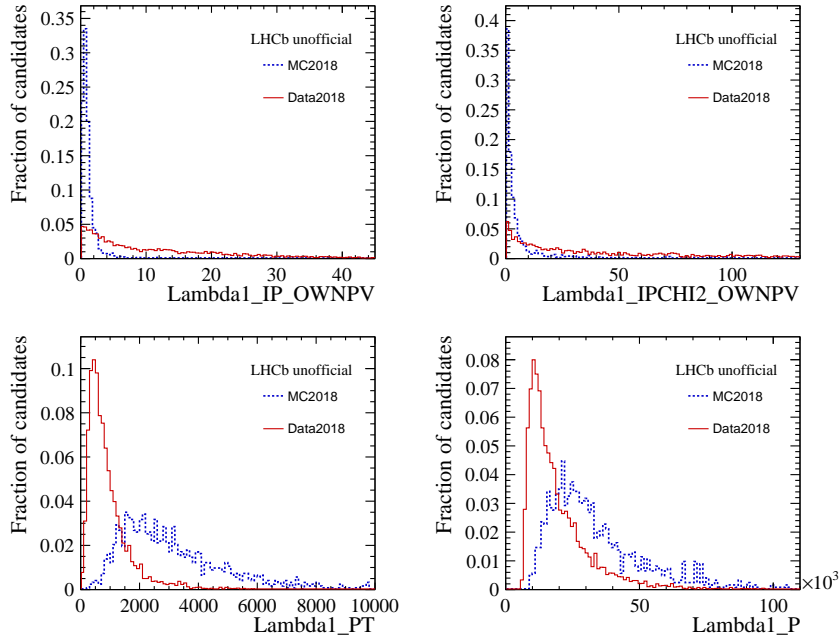 Fraction of candidates
0.35
0.3
0.25
0.2
0.15
0.1
0.05
0
LHCb unofficial
MC2018
Data2018
0 10 20 30 40
Lambda1_IP_OWNPV
Fraction of candidates
0.4
0.35
0.3
0.25
0.2
0.15
0.1
0.05
0
LHCb unofficial
MC2018
Data2018
0 50 100
Lambda1_IPCHI2_OWNPV
Fraction of candidates
0.1
0.08
0.06
0.04
0.02
0
LHCb unofficial
MC2018
Data2018
0 2000 4000 6000 8000 10000
Lambda1_PT
Fraction of candidates
0.08
0.07
0.06
0.05
0.04
0.03
0.02
0.01
0
LHCb unofficial
MC2018
Data2018
×10³
0 50 100
Lambda1_P